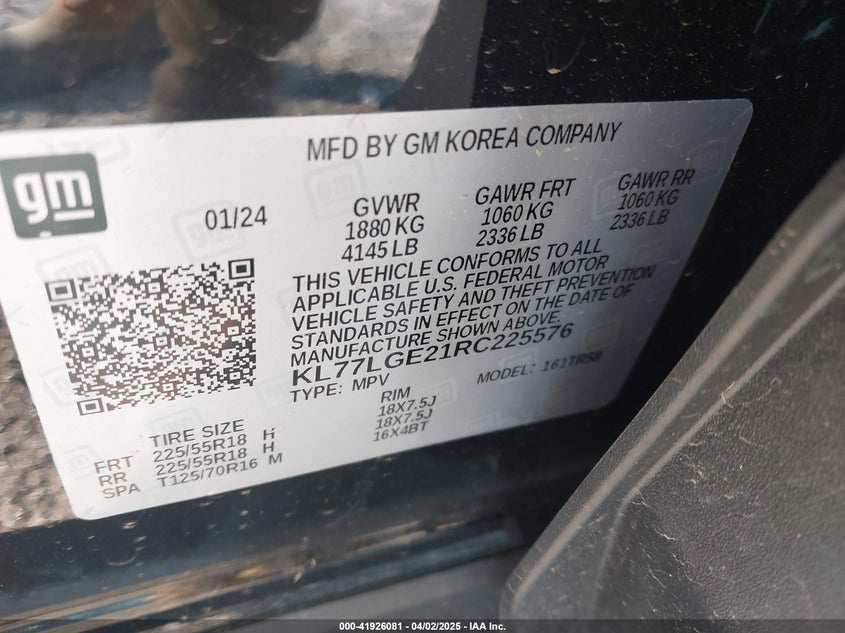 MFD BY GM KOREA COMPANY
gm
01/24
GVWR
1880 KG
4145 LB
GAWR FRT
1060 KG
2336 LB
GAWR RR
1060 KG
2336 LB
THIS VEHICLE CONFORMS TO ALL
APPLICABLE U.S. FEDERAL MOTOR
VEHICLE SAFETY AND THEFT PREVENTION
STANDARDS IN EFFECT ON THE DATE OF
MANUFACTURE SHOWN ABOVE.
KL77LGE21RC225576
TYPE: MPV MODEL: 161TR58
TIRE SIZE RIM
FRT 225/55R18 H 18X7.5J
RR 225/55R18 H 18X7.5J
SPA T125/70R16 M 16X4BT
000-41926081 - 04/02/2025 - IAA Inc.